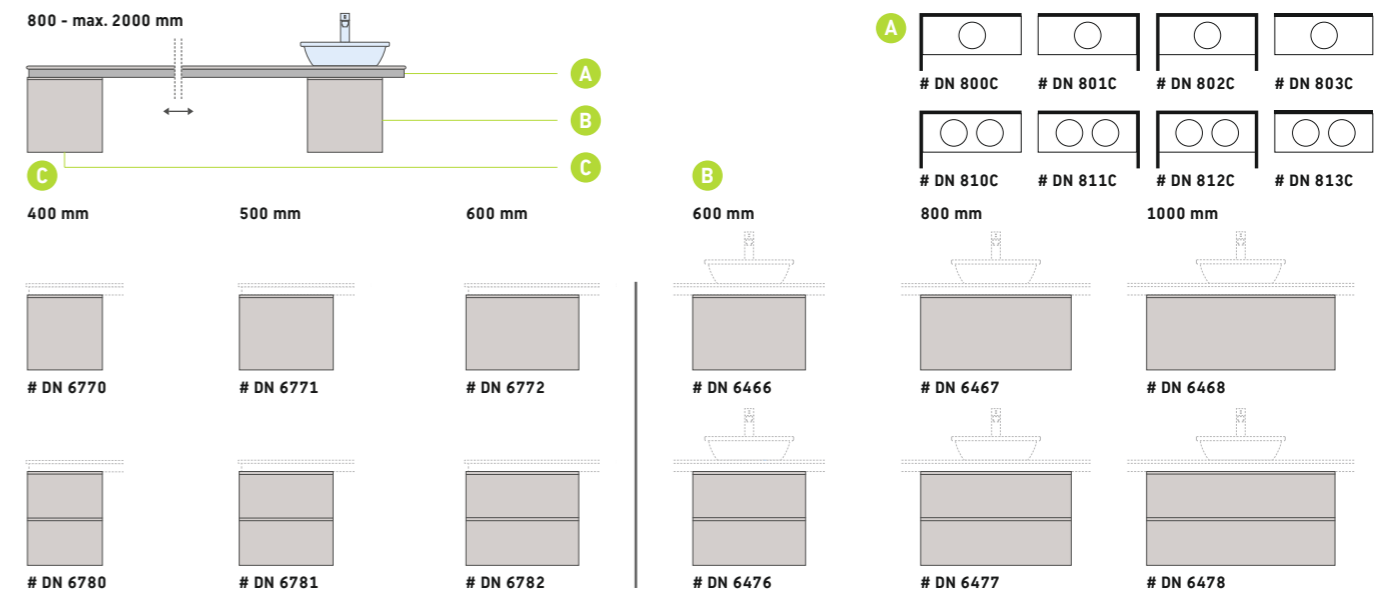 800 - max. 2000 mm
A
B
C
C
A
# DN 800C # DN 801C # DN 802C # DN 803C
# DN 810C # DN 811C # DN 812C # DN 813C
B
400 mm 500 mm 600 mm 600 mm 800 mm 1000 mm
# DN 6770 # DN 6771 # DN 6772 # DN 6466 # DN 6467 # DN 6468
# DN 6780 # DN 6781 # DN 6782 # DN 6476 # DN 6477 # DN 6478